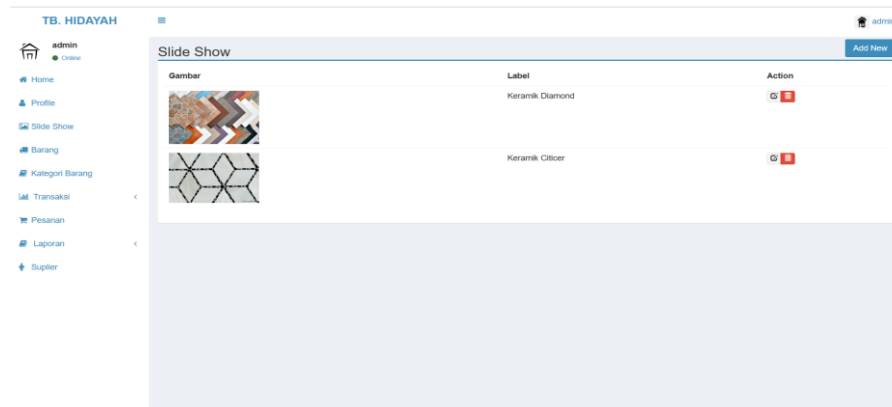 TB. HIDAYAH
admin
admin
Online
Slide Show
Add New
Home
Profile
Slide Show
Barang
Kategori Barang
Transaksi
Pesanan
Laporan
Suplier
Gambar Label Action
Keramik Diamond
Keramik Citicer